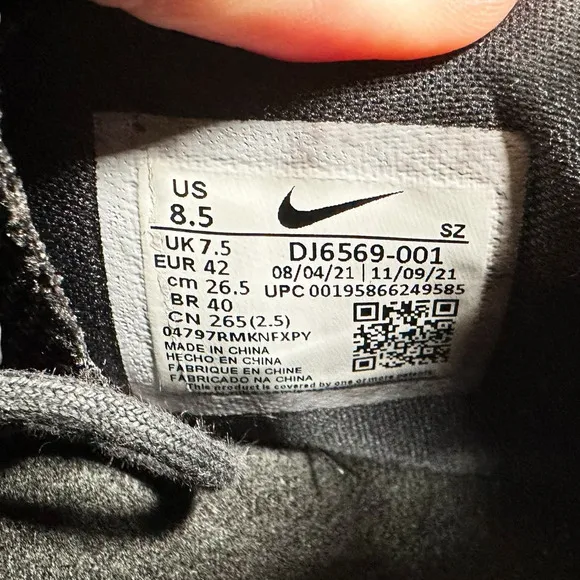 US
8.5
SZ
UK 7.5
EUR 42
cm 26.5
BR 40
CN 265(2.5)
DJ6569-001
08/04/21 | 11/09/21
UPC 00195866249585
04797RMKNFXPY
MADE IN CHINA
HECHO EN CHINA
FABRIQUE EN CHINE
FABRICADO NA CHINA
This product is covered by one or more patents.